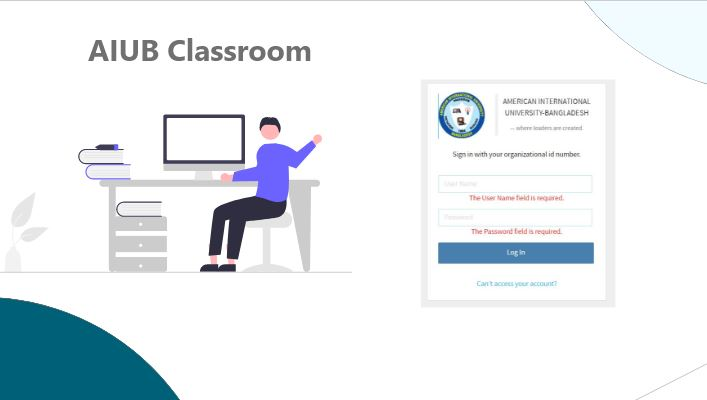 AIUB Classroom
AMERICAN INTERNATIONAL
UNIVERSITY-BANGLADESH
— where leaders are created
Sign in with your organizational id number.
User Name
The User Name field is required.
Password
The Password field is required.
Log In
Can't access your account?